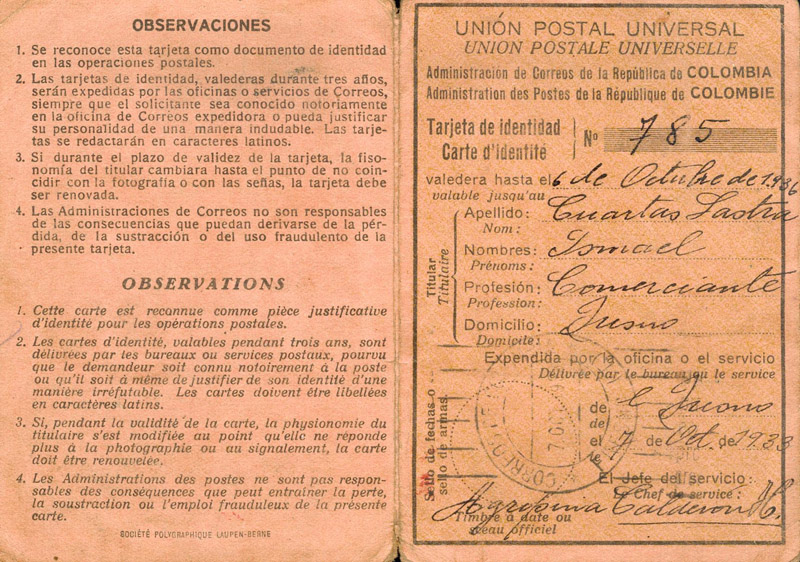 OBSERVACIONES
1. Se reconoce esta tarjeta como documento de identidad
en las operaciones postales.
2. Las tarjetas de identidad, valederas durante tres años,
serán expedidas por las oficinas o servicios de Correos,
siempre que el solicitante sea conocido notoriamente
en la oficina de Correos expedidora o pueda justificar
su personalidad de una manera indudable. Las tarje-
tas se redactarán en caracteres latinos.
3. Si durante el plazo de validez de la tarjeta, la fiso-
nomía del titular cambiara hasta el punto de no coin-
cidir con la fotografía o con las señas, la tarjeta debe
ser renovada.
4. Las Administraciones de Correo no son responsables
de las consecuencias que puedan derivarse de la pér-
dida, de la sustracción o del uso fraudulento de la
presente tarjeta.
OBSERVATIONS
1. Cette carte est reconnue comme pièce justificative
d'identité pour les opérations postales.
2. Les cartes d'identité, valables pendant trois ans, sont
délivrées par les bureaux ou services postaux, pourvu
que le demandeur soit connu notoirement à la poste
ou qu'il soit à même de justifier de son identité d'une
manière irréfutable. Les cartes doivent être libellées
en caractères latins.
3. Si, pendant la validité de la carte, la physionomie du
titulaire s'est modifiée au point qu'elle ne réponde
plus à la photographie ou au signalement, la carte
doit être renouvelée.
4. Les Administrations des postes ne sont pas respon-
sables des conséquences que peut entraîner la perte,
la soustraction ou l'emploi frauduleux de la présente
carte.
SOCIÉTÉ POLYGRAPHIQUE LAUPEN-BERNE
UNIÓN POSTAL UNIVERSAL
UNION POSTALE UNIVERSELLE
Administración de Correos de la República de COLOMBIA
Administration des Postes de la République de COLOMBIE
Tarjeta de identidad
Carte d'identité
Nº 785
valedera hasta el 6 de Octubre de 1936
valable jusqu'au
Titular
Titulaire
Apellido: Cuartas Lastra
Nom:
Nombres: Ismael
Prénoms:
Profesión: Comerciante
Profession:
Domicilio:
Domicile:
Expendida por la oficina o el servicio
Délivrée par le bureau ou le service
Sello de fechas o
sello de armas
de
de
el 7 de Oct. de 1933
le
El Jefe del servicio:
Le Chef de service:
Agripina Calderon H.
Timbre à date ou
sceau officiel